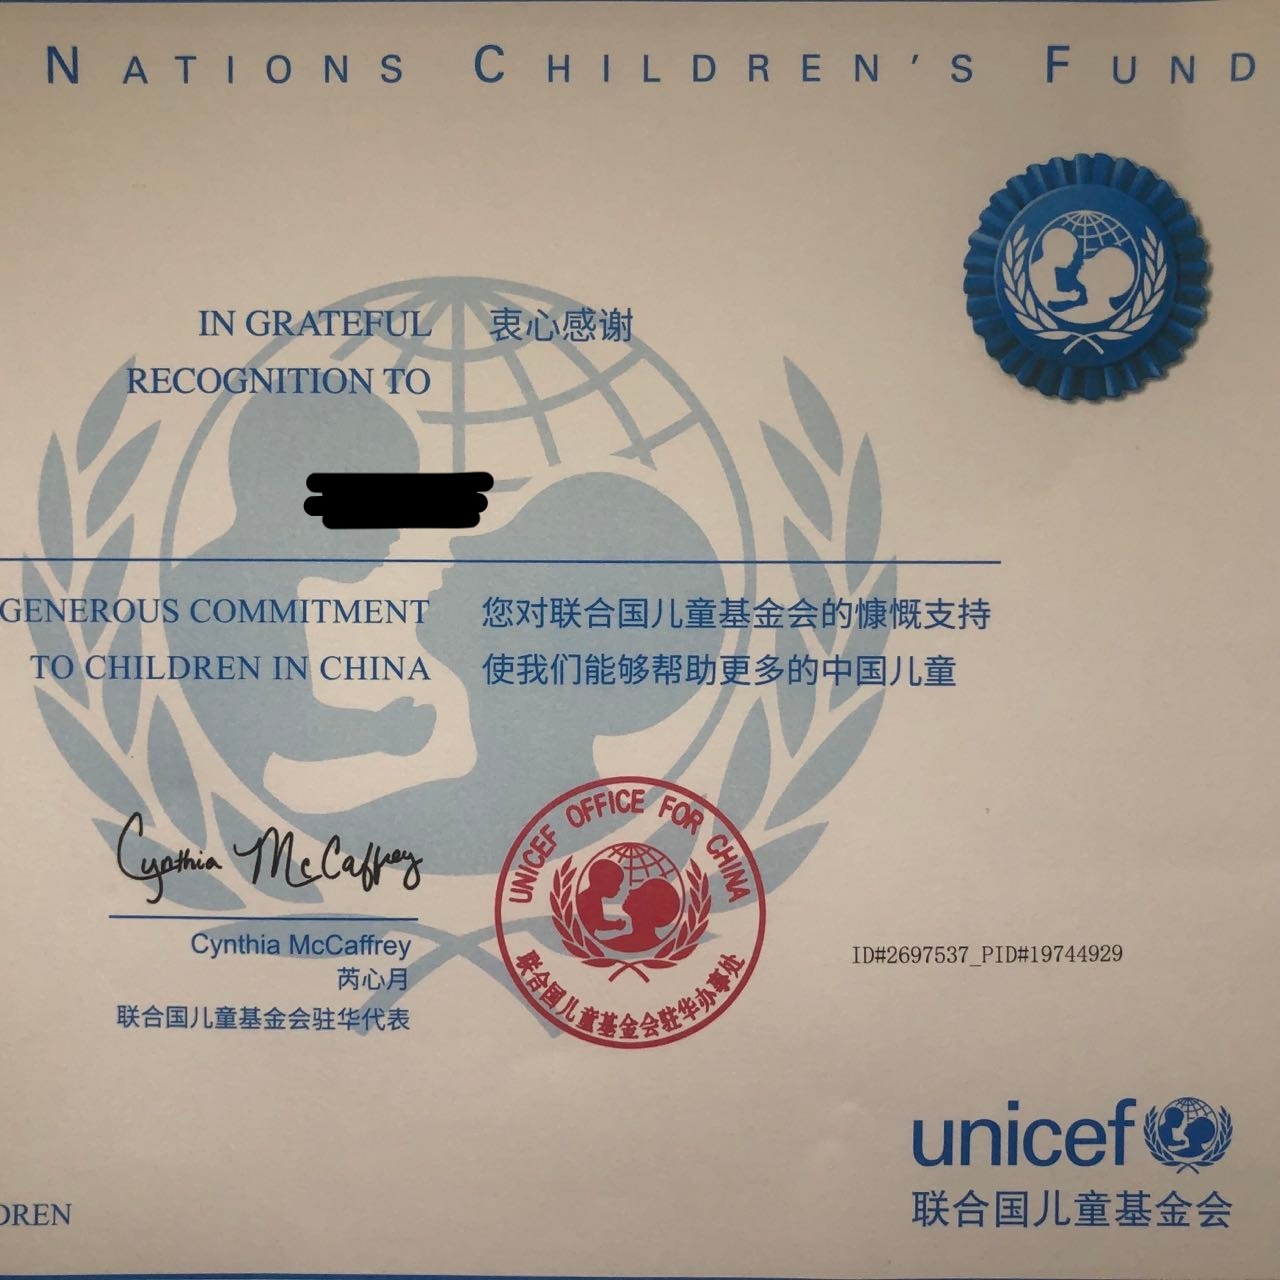 NATIONS CHILDREN'S FUND
IN GRATEFUL 衷心感谢
RECOGNITION TO
GENEROUS COMMITMENT 您对联合国儿童基金会的慷慨支持
TO CHILDREN IN CHINA 使我们能够帮助更多的中国儿童
Cynthia McCaffrey
UNICEF OFFICE FOR CHINA
联合国儿童基金会驻华办事处
Cynthia McCaffrey
芮心月
联合国儿童基金会驻华代表
ID#2697537_PID#19744929
unicef
联合国儿童基金会
DREN